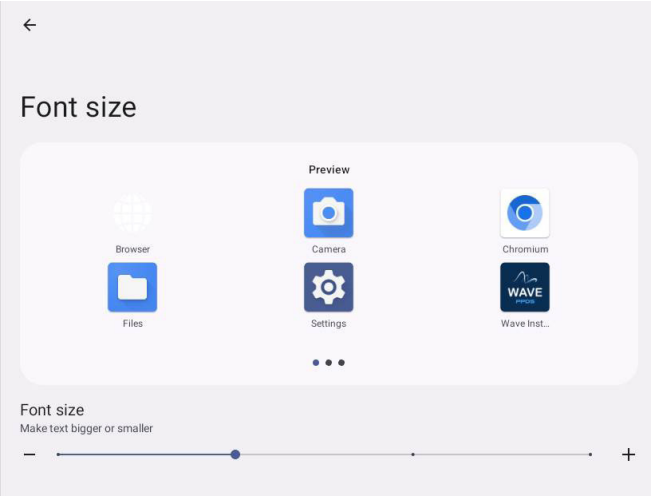 Font size
Preview
Browser
Camera
Chromium
WAVE
PPDS
Files
Settings
Wave Inst...
Font size
Make text bigger or smaller